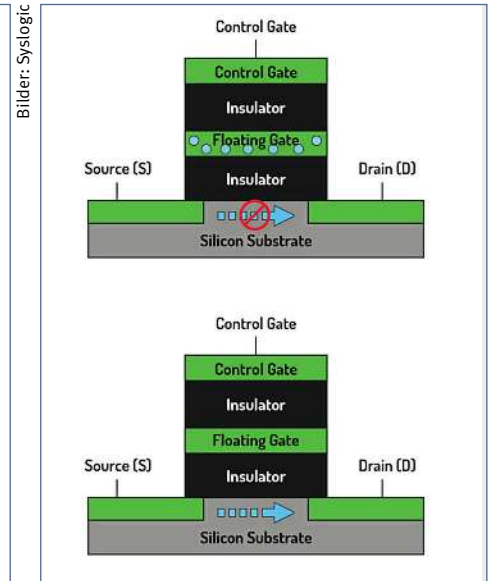 Bilder: Syslogic
Control Gate
Control Gate
Insulator
Floating Gate
Source (S)
Drain (D)
Insulator
Silicon Substrate
Control Gate
Control Gate
Insulator
Floating Gate
Source (S)
Drain (D)
Insulator
Silicon Substrate